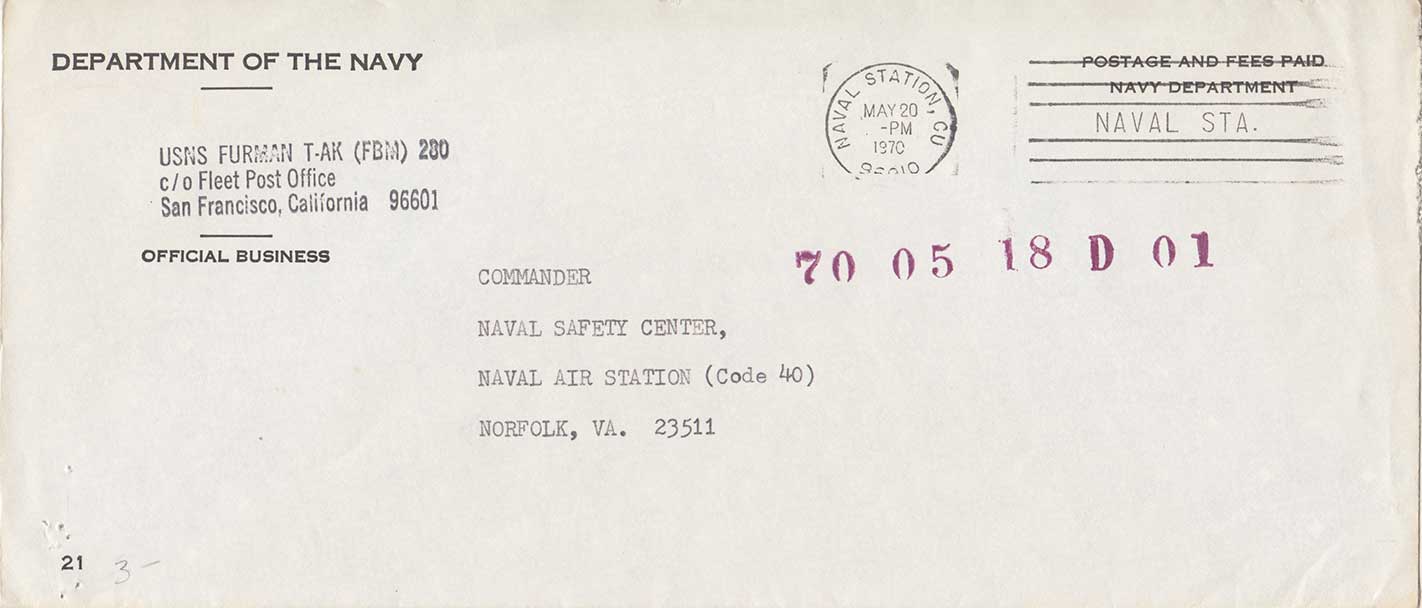 DEPARTMENT OF THE NAVY
USNS FURMAN T-AK (FBM) 280
c/o Fleet Post Office
San Francisco, California 96601
OFFICIAL BUSINESS
NAVAL STATION, GU
MAY 20
-PM
1970
POSTAGE AND FEES PAID
NAVY DEPARTMENT
NAVAL STA.
70 05 18 D 01
COMMANDER
NAVAL SAFETY CENTER,
NAVAL AIR STATION (Code 40)
NORFOLK, VA. 23511
21
3-